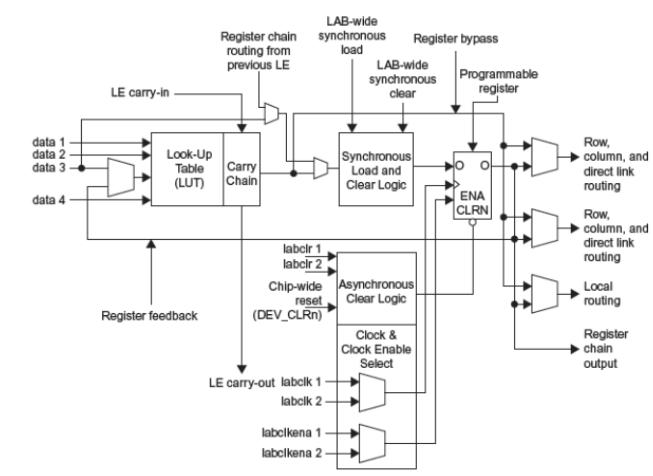 LAB-wide
synchronous
load
Register chain
routing from
previous LE
Register bypass
LAB-wide
synchronous
clear
Programmable
register
LE carry-in
data 1
data 2
data 3
data 4
Look-Up
Table
(LUT)
Carry
Chain
Synchronous
Load and
Clear Logic
ENA
CLRN
Row,
column, and
direct link
routing
Row,
column, and
direct link
routing
Local
routing
Register
chain
output
Register feedback
labclr 1
labclr 2
Chip-wide
reset
(DEV_CLRn)
Asynchronous
Clear Logic
Clock &
Clock Enable
Select
LE carry-out
labclk 1
labclk 2
labclkena 1
labclkena 2